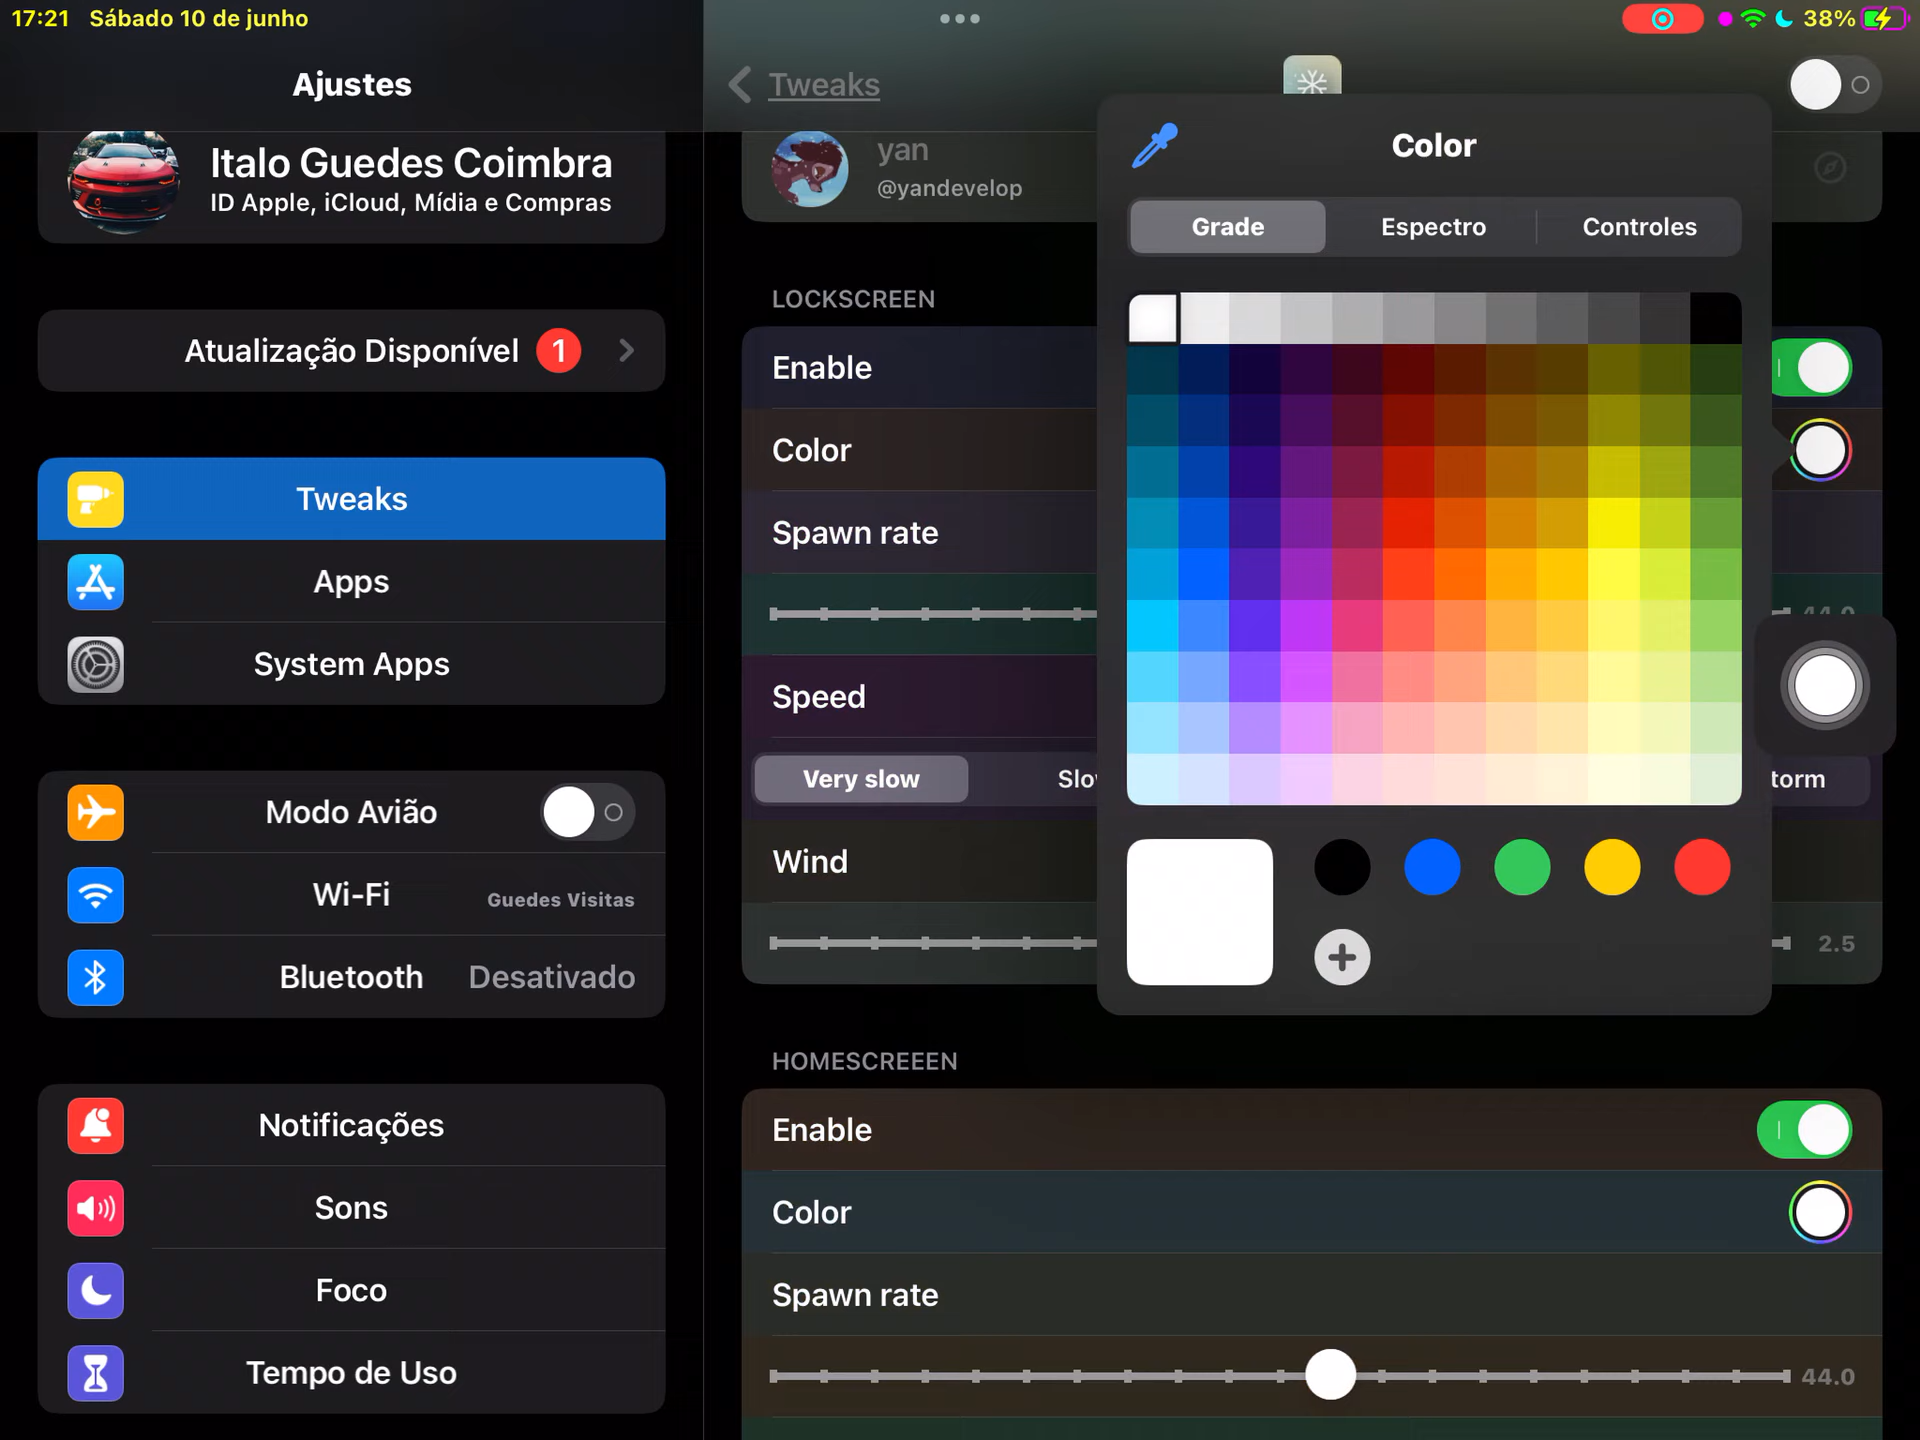 17:21 Sábado 10 de junho
38%
Ajustes
Italo Guedes Coimbra
ID Apple, iCloud, Mídia e Compras
Atualização Disponível 1
Tweaks
Apps
System Apps
Modo Avião
Wi-Fi Guedes Visitas
Bluetooth Desativado
Notificações
Sons
Foco
Tempo de Uso
Tweaks
yan
@yandevelop
LOCKSCREEN
Enable
Color
Spawn rate
44.0
Speed
Very slow Slo torm
Wind
2.5
HOMESCREEEN
Enable
Color
Spawn rate
44.0
Color
Grade Espectro Controles